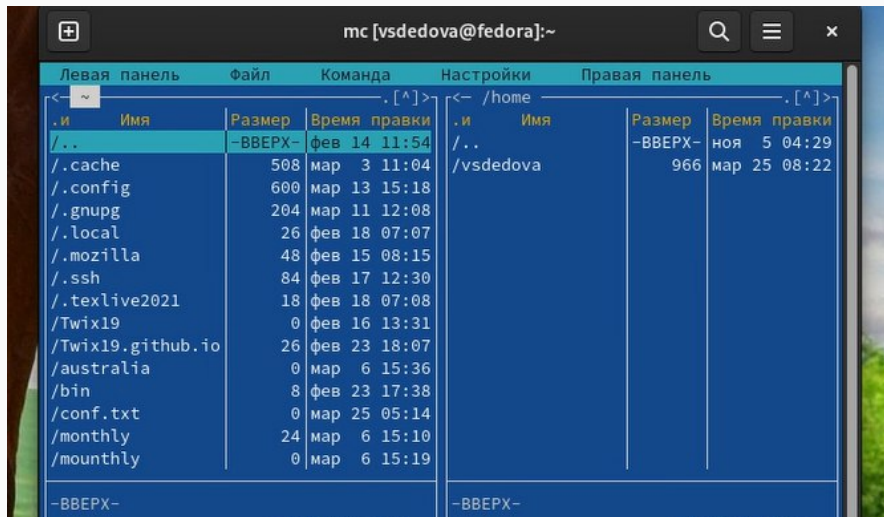 mc [vsdedova@fedora]:~
Левая панель Файл Команда Настройки Правая панель
<— ~ .[^]> <— /home .[^]>
.и Имя Размер Время правки .и Имя Размер Время правки
/.. -ВВЕРХ- фев 14 11:54 /.. -ВВЕРХ- ноя 5 04:29
/.cache 508 мар 3 11:04 /vsdedova 966 мар 25 08:22
/.config 600 мар 13 15:18
/.gnupg 204 мар 11 12:08
/.local 26 фев 18 07:07
/.mozilla 48 фев 15 08:15
/.ssh 84 фев 17 12:30
/.texlive2021 18 фев 18 07:08
/Twix19 0 фев 16 13:31
/Twix19.github.io 26 фев 23 18:07
/australia 0 мар 6 15:36
/bin 8 фев 23 17:38
/conf.txt 0 мар 25 05:14
/monthly 24 мар 6 15:10
/mounthly 0 мар 6 15:19
-ВВЕРХ- -ВВЕРХ-